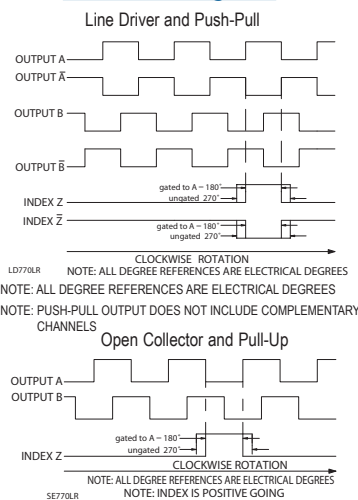 Line Driver and Push-Pull
OUTPUT A
OUTPUT A̅
OUTPUT B
OUTPUT B̅
gated to A – 180°
ungated 270°
INDEX Z
INDEX Z̅
gated to A – 180°
ungated 270°
CLOCKWISE ROTATION
LD770LR
NOTE: ALL DEGREE REFERENCES ARE ELECTRICAL DEGREES
NOTE: ALL DEGREE REFERENCES ARE ELECTRICAL DEGREES
NOTE: PUSH-PULL OUTPUT DOES NOT INCLUDE COMPLEMENTARY
CHANNELS
Open Collector and Pull-Up
OUTPUT A
OUTPUT B
gated to A – 180°
ungated 270°
INDEX Z
CLOCKWISE ROTATION
NOTE: ALL DEGREE REFERENCES ARE ELECTRICAL DEGREES
NOTE: INDEX IS POSITIVE GOING
SE770LR